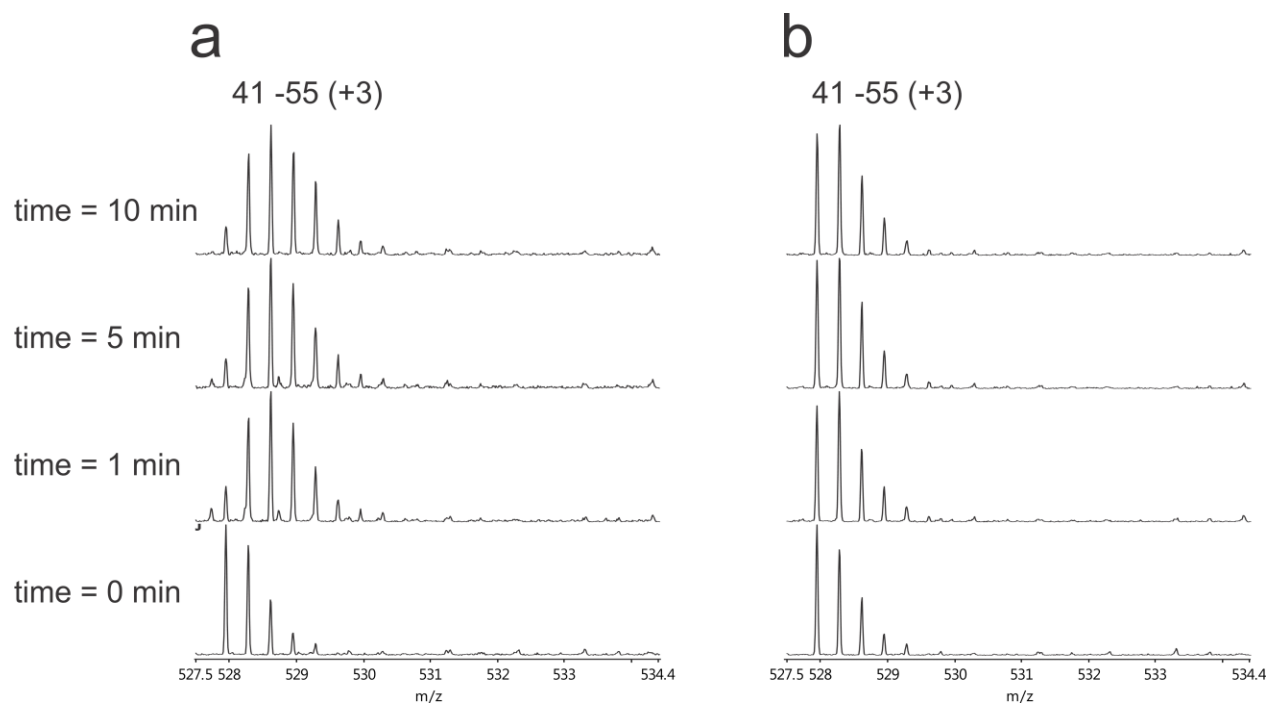 a
b
41 -55 (+3)
41 -55 (+3)
time = 10 min
time = 5 min
time = 1 min
time = 0 min
527.5 528 529 530 531 532 533 534.4
m/z
527.5 528 529 530 531 532 533 534.4
m/z